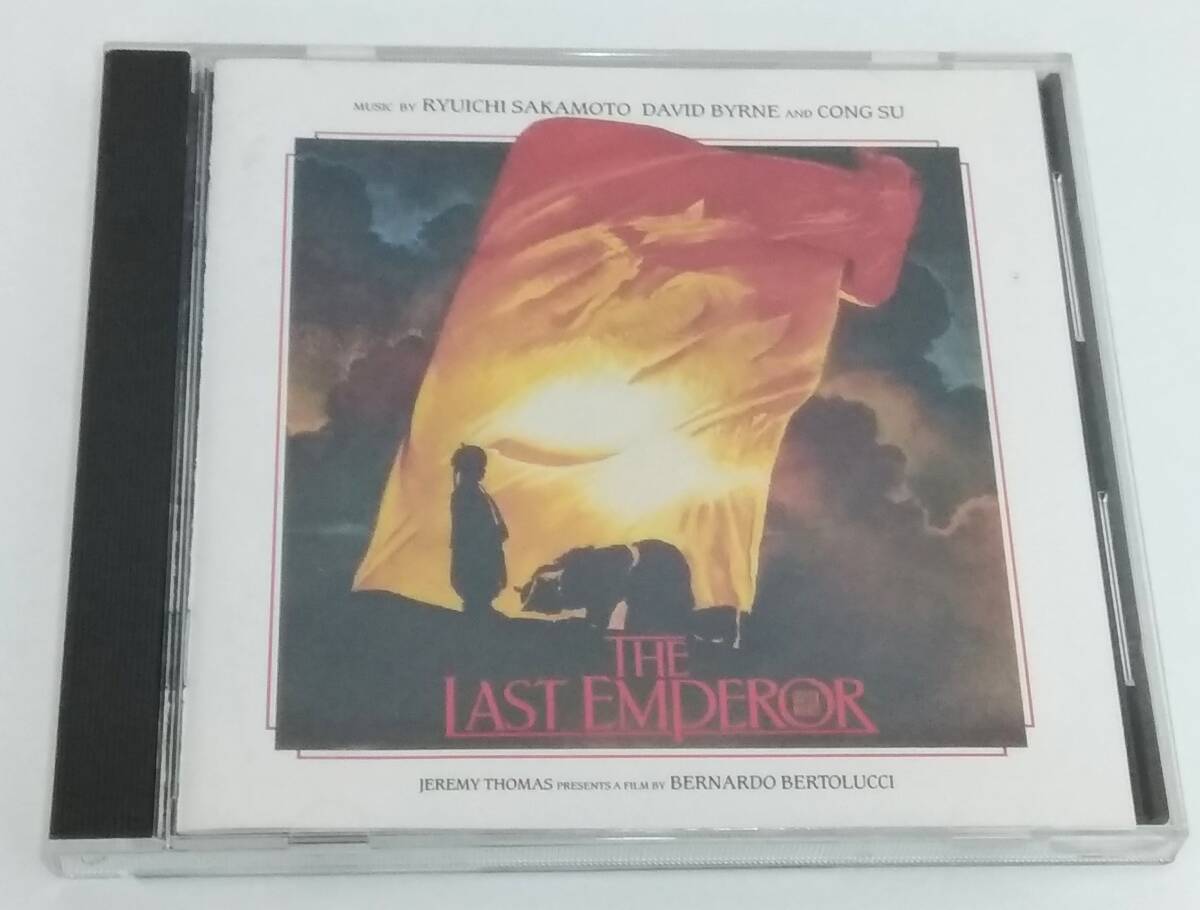 MUSIC BY RYUICHI SAKAMOTO DAVID BYRNE AND CONG SU
THE
LAST EMPEROR
JEREMY THOMAS PRESENTS A FILM BY BERNARDO BERTOLUCCI